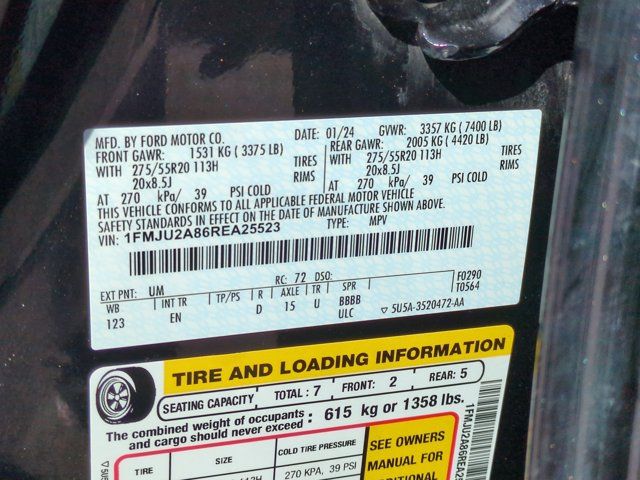 MFD. BY FORD MOTOR CO. DATE: 01/24 GVWR: 3357 KG ( 7400 LB)
FRONT GAWR: 1531 KG ( 3375 LB) REAR GAWR: 2005 KG ( 4420 LB)
WITH 275/55R20 113H TIRES WITH 275/55R20 113H TIRES
20x8.5J RIMS 20x8.5J RIMS
AT 270 kPa/ 39 PSI COLD AT 270 kPa/ 39 PSI COLD
THIS VEHICLE CONFORMS TO ALL APPLICABLE FEDERAL MOTOR VEHICLE
SAFETY STANDARDS IN EFFECT ON THE DATE OF MANUFACTURE SHOWN ABOVE.
VIN: 1FMJU2A86REA25523 TYPE: MPV
EXT PNT: UM RC: 72 DSO: F0290
WB INT TR TP/PS R AXLE TR SPR T0564
123 EN D 15 U BBBB
ULC ▽ 5U5A-3520472-AA
TIRE AND LOADING INFORMATION
SEATING CAPACITY TOTAL : 7 FRONT: 2 REAR: 5
The combined weight of occupants
and cargo should never exceed : 615 kg or 1358 lbs.
TIRE SIZE COLD TIRE PRESSURE
270 KPA, 39 PSI
SEE OWNERS
MANUAL FOR
ADDITIONAL